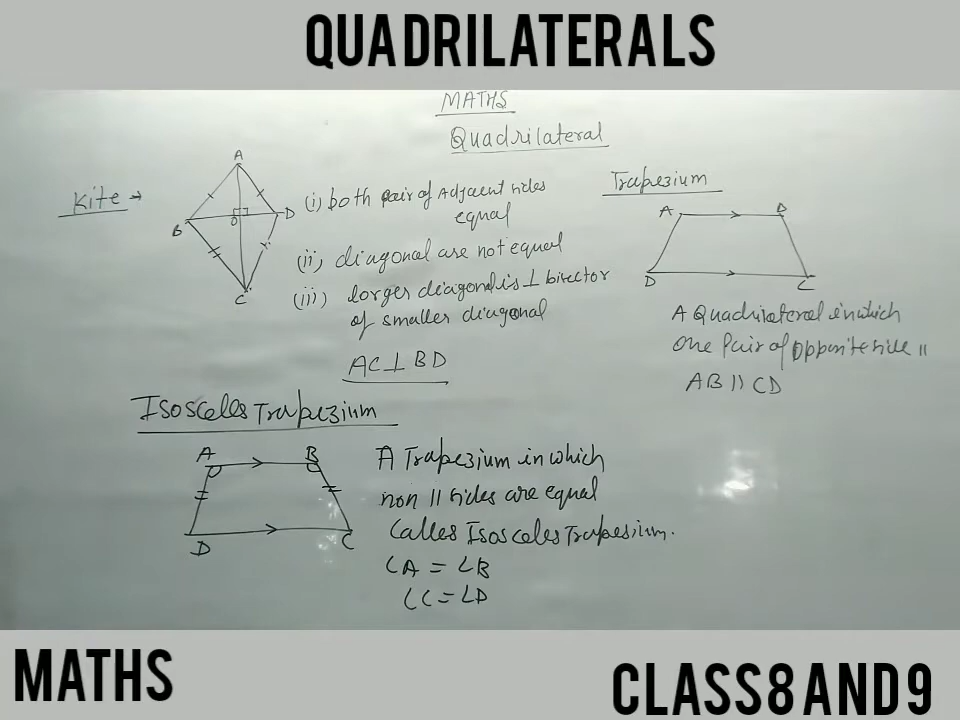 QUADRILATERALS
MATHS
Quadrilateral
Kite →
A
B
D
O
C
(i) both pair of Adjacent sides
equal
(ii) diagonal are not equal
(iii) larger diagonal is ⊥ bisector
of smaller diagonal
AC ⊥ BD
Trapezium
A
B
D
C
A Quadrilateral in which
one pair of opposite side ||
AB || CD
Isosceles Trapezium
A
B
D
C
A Trapezium in which
non || sides are equal
Calles Isosceles Trapesium.
∠A = ∠B
∠C = ∠D
MATHS
CLASS 8 AND 9